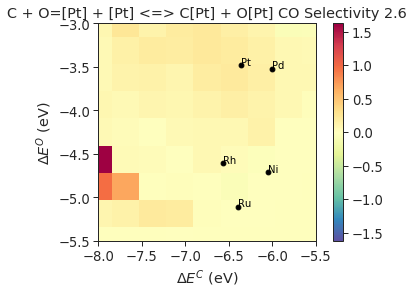 C + O=[Pt] + [Pt] <=> C[Pt] + O[Pt] CO Selectivity 2.6
−3.0
−3.5
−4.0
−4.5
−5.0
−5.5
ΔE^O (eV)
Pt
Pd
Rh
Ni
Ru
−8.0 −7.5 −7.0 −6.5 −6.0 −5.5
ΔE^C (eV)
1.5
1.0
0.5
0.0
−0.5
−1.0
−1.5